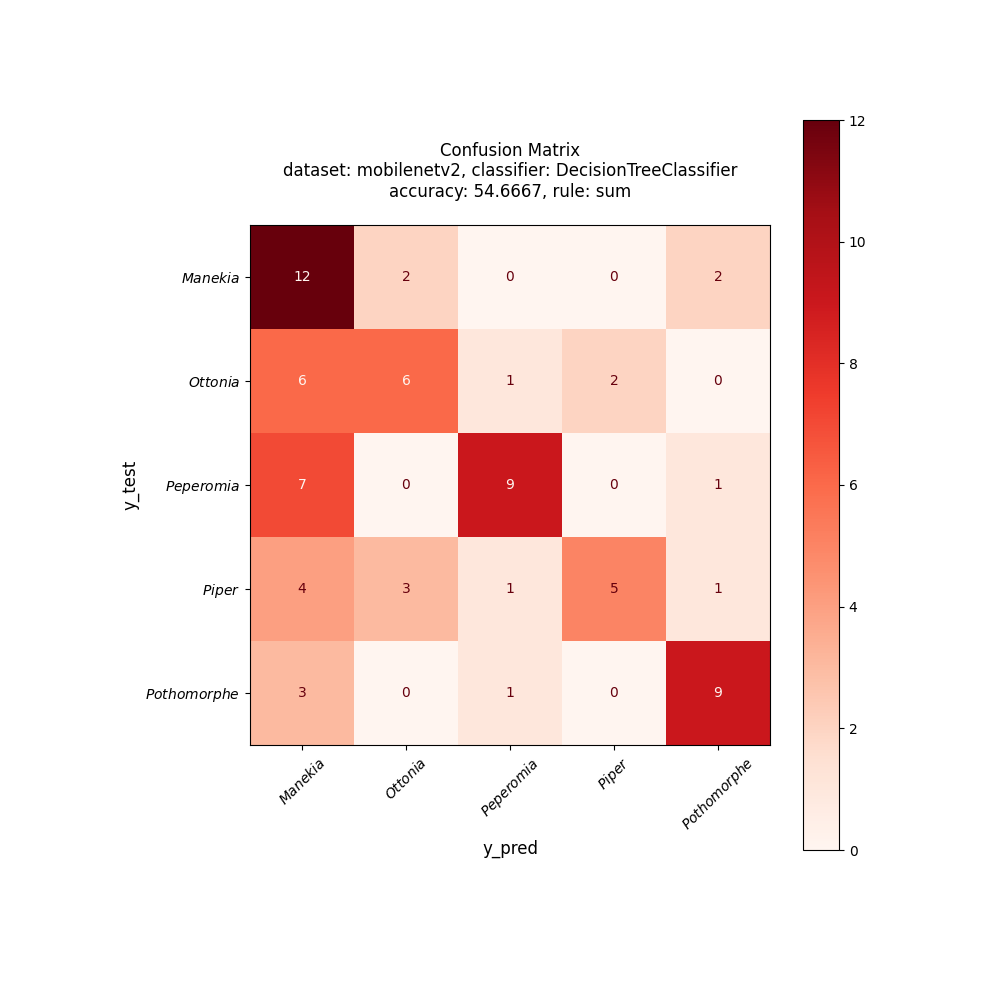 Confusion Matrix
dataset: mobilenetv2, classifier: DecisionTreeClassifier
accuracy: 54.6667, rule: sum
Manekia 12 2 0 0 2
Ottonia 6 6 1 2 0
Peperomia 7 0 9 0 1
Piper 4 3 1 5 1
Pothomorphe 3 0 1 0 9
y_test
Manekia Ottonia Peperomia Piper Pothomorphe
y_pred
12
10
8
6
4
2
0